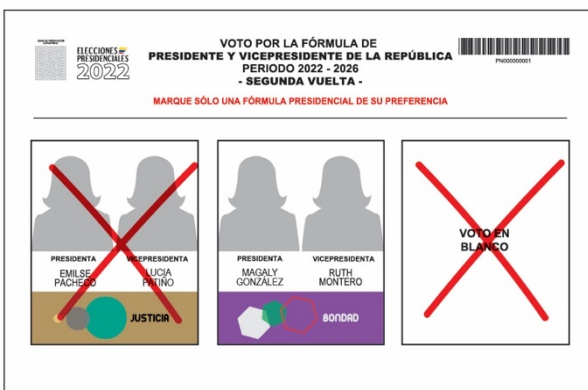 ELECCIONES
PRESIDENCIALES
2022
VOTO POR LA FÓRMULA DE
PRESIDENTE Y VICEPRESIDENTE DE LA REPÚBLICA
PERIODO 2022 - 2026
- SEGUNDA VUELTA -
PN000000001
MARQUE SÓLO UNA FÓRMULA PRESIDENCIAL DE SU PREFERENCIA
PRESIDENTA VICEPRESIDENTA
EMILSE LUCIA
PACHECO PATIÑO
JUSTICIA
PRESIDENTA VICEPRESIDENTA
MAGALY RUTH
GONZÁLEZ MONTERO
BONDAD
VOTO EN
BLANCO